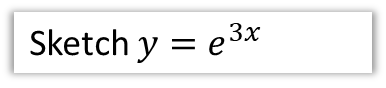 Sketch y = e^{3x}